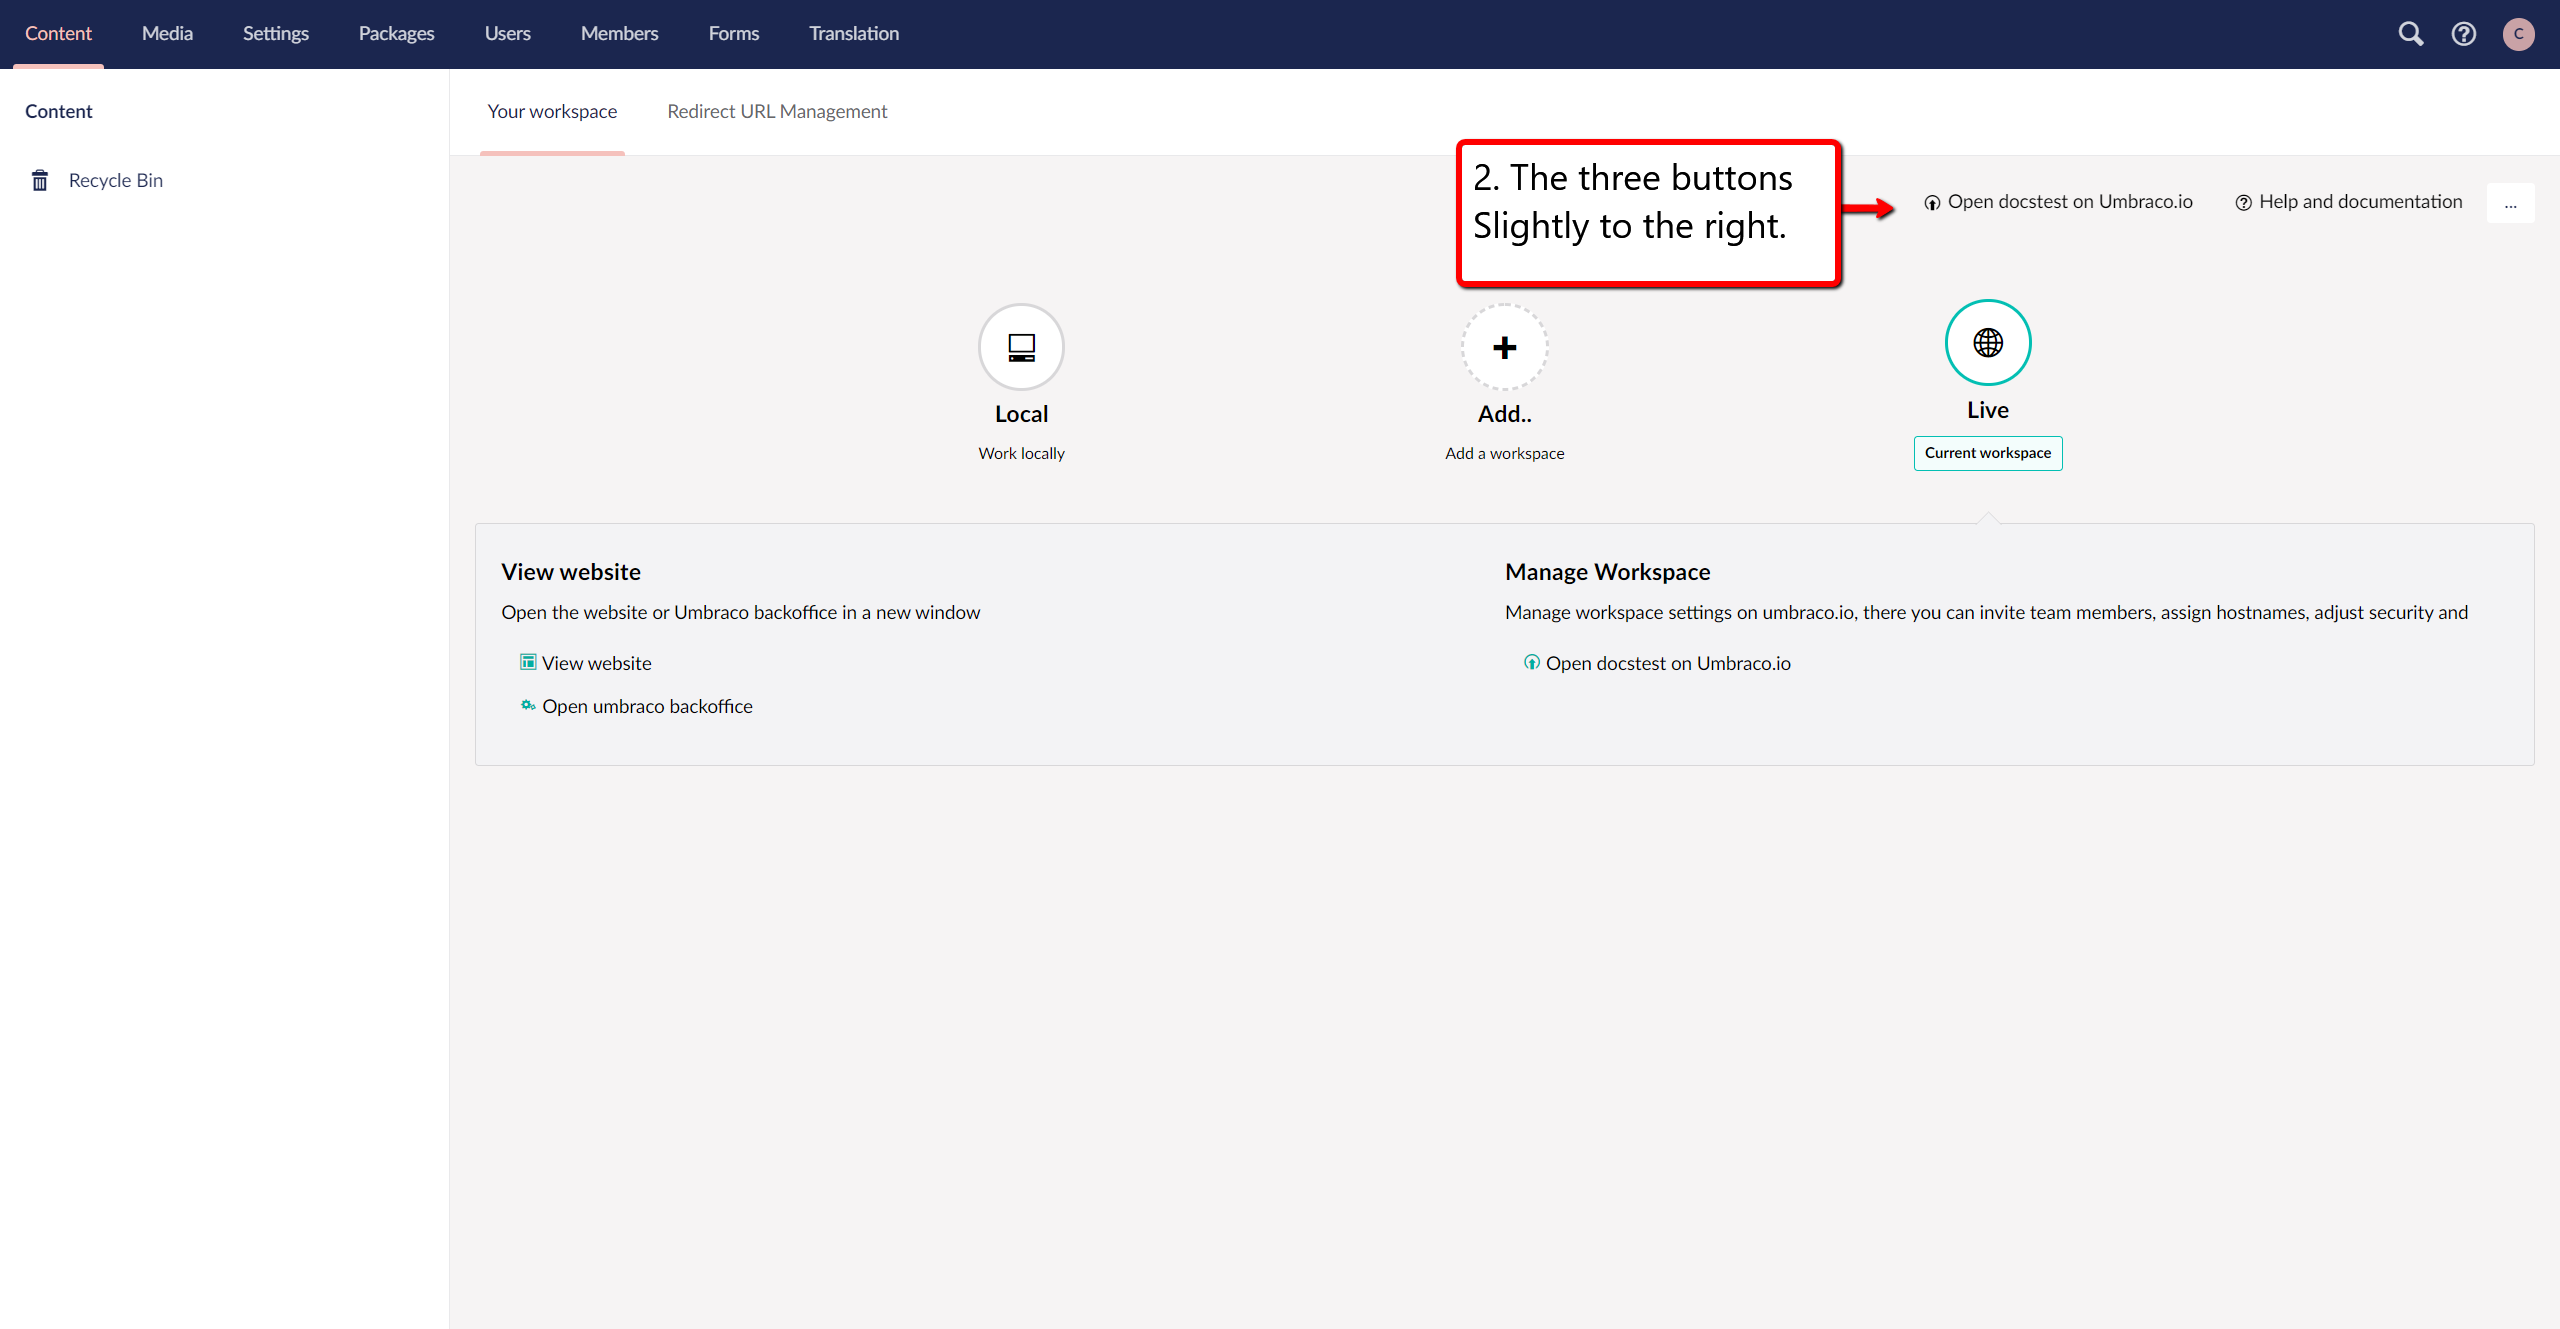 Content Media Settings Packages Users Members Forms Translation C
Content
Recycle Bin
Your workspace Redirect URL Management
2. The three buttons
Slightly to the right.
Open docstest on Umbraco.io Help and documentation ...
Local
Work locally
Add..
Add a workspace
Live
Current workspace
View website
Open the website or Umbraco backoffice in a new window
View website
Open umbraco backoffice
Manage Workspace
Manage workspace settings on umbraco.io, there you can invite team members, assign hostnames, adjust security and
Open docstest on Umbraco.io